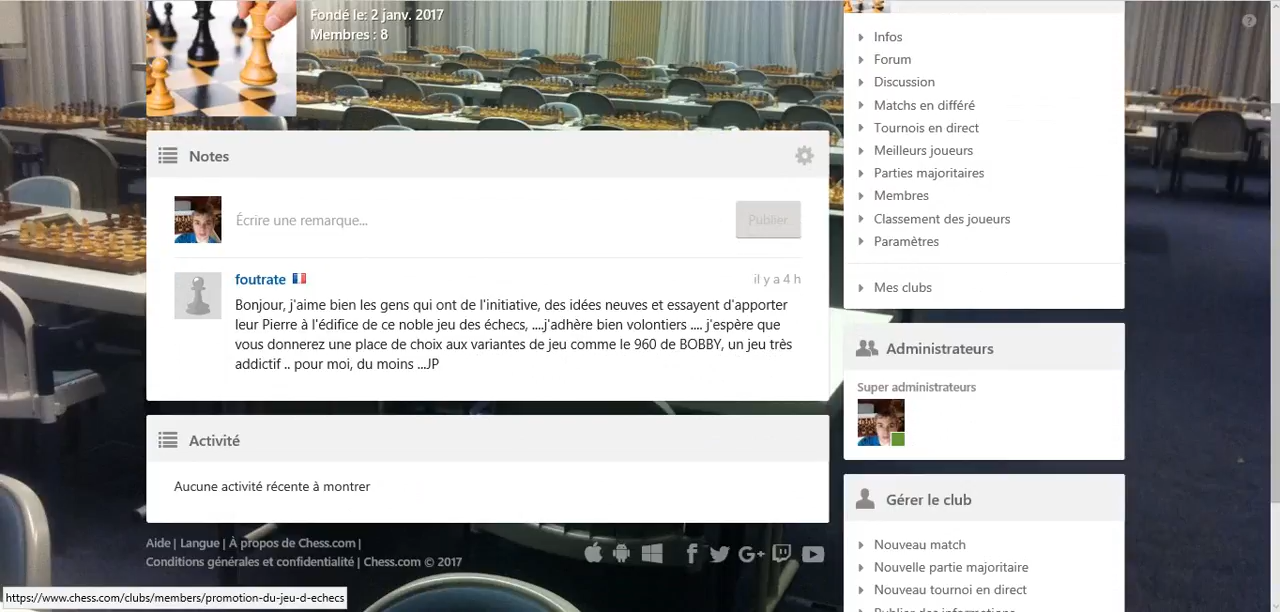 Fondé le: 2 janv. 2017
Membres : 8
Notes
Écrire une remarque...
Publier
foutrate
il y a 4 h
Bonjour, j'aime bien les gens qui ont de l'initiative, des idées neuves et essayent d'apporter
leur Pierre à l'édifice de ce noble jeu des échecs, ....j'adhère bien volontiers .... j'espère que
vous donnerez une place de choix aux variantes de jeu comme le 960 de BOBBY, un jeu très
addictif .. pour moi, du moins ...JP
Activité
Aucune activité récente à montrer
Aide | Langue | À propos de Chess.com |
Conditions générales et confidentialité | Chess.com © 2017
https://www.chess.com/clubs/members/promotion-du-jeu-d-echecs
Infos
Forum
Discussion
Matchs en différé
Tournois en direct
Meilleurs joueurs
Parties majoritaires
Membres
Classement des joueurs
Paramètres
Mes clubs
Administrateurs
Super administrateurs
Gérer le club
Nouveau match
Nouvelle partie majoritaire
Nouveau tournoi en direct
Publier des informations